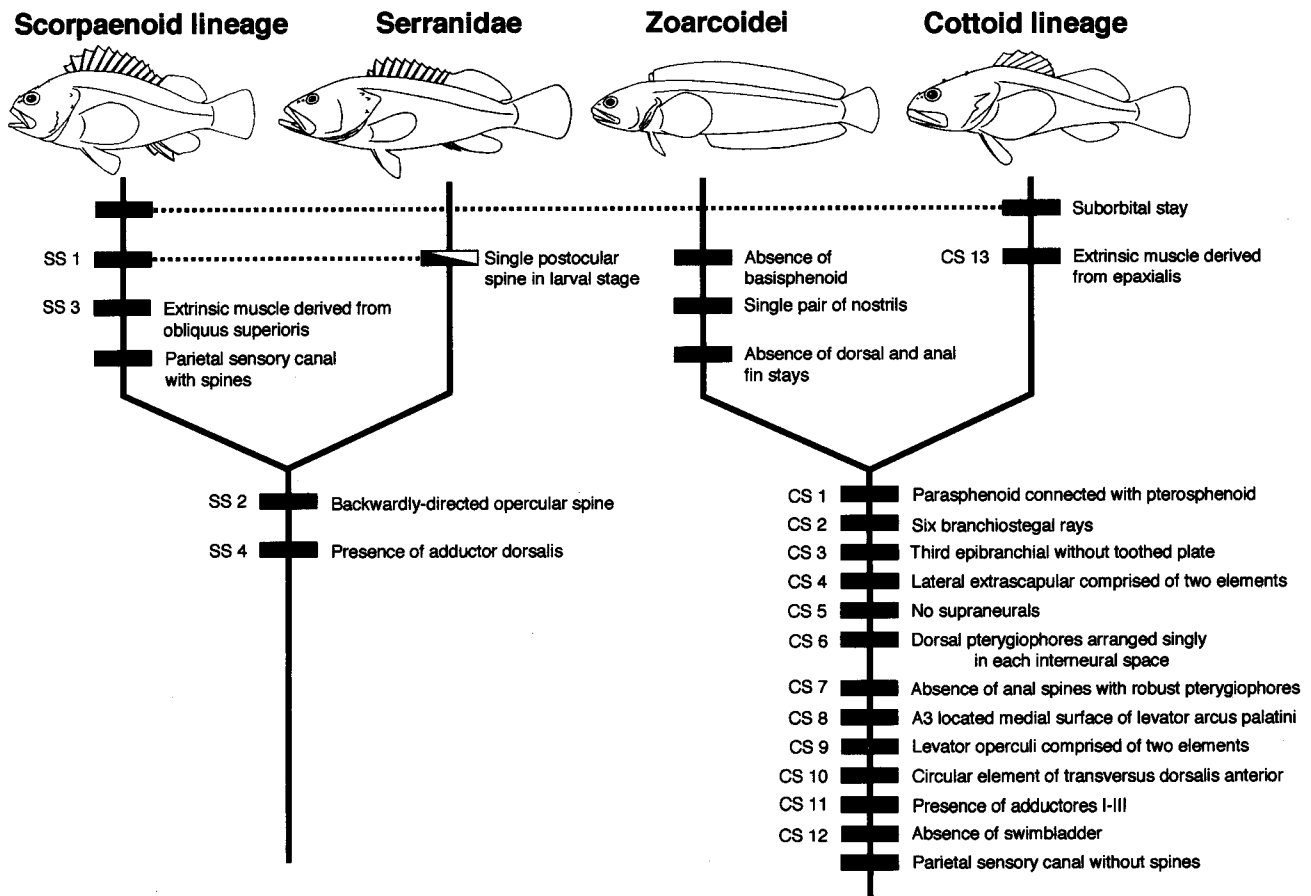 Scorpaenoid lineage
Serranidae
Zoarcoidei
Cottoid lineage
Suborbital stay
SS 1
Single postocular
spine in larval stage
Absence of
basisphenoid
CS 13
Extrinsic muscle derived
from epaxialis
SS 3
Extrinsic muscle derived from
obliquus superioris
Single pair of nostrils
Parietal sensory canal
with spines
Absence of dorsal and anal
fin stays
SS 2
Backwardly-directed opercular spine
SS 4
Presence of adductor dorsalis
CS 1
Parasphenoid connected with pterosphenoid
CS 2
Six branchiostegal rays
CS 3
Third epibranchial without toothed plate
CS 4
Lateral extrascapular comprised of two elements
CS 5
No supraneurals
CS 6
Dorsal pterygiophores arranged singly
in each interneural space
CS 7
Absence of anal spines with robust pterygiophores
CS 8
A3 located medial surface of levator arcus palatini
CS 9
Levator operculi comprised of two elements
CS 10
Circular element of transversus dorsalis anterior
CS 11
Presence of adductores I-III
CS 12
Absence of swimbladder
Parietal sensory canal without spines